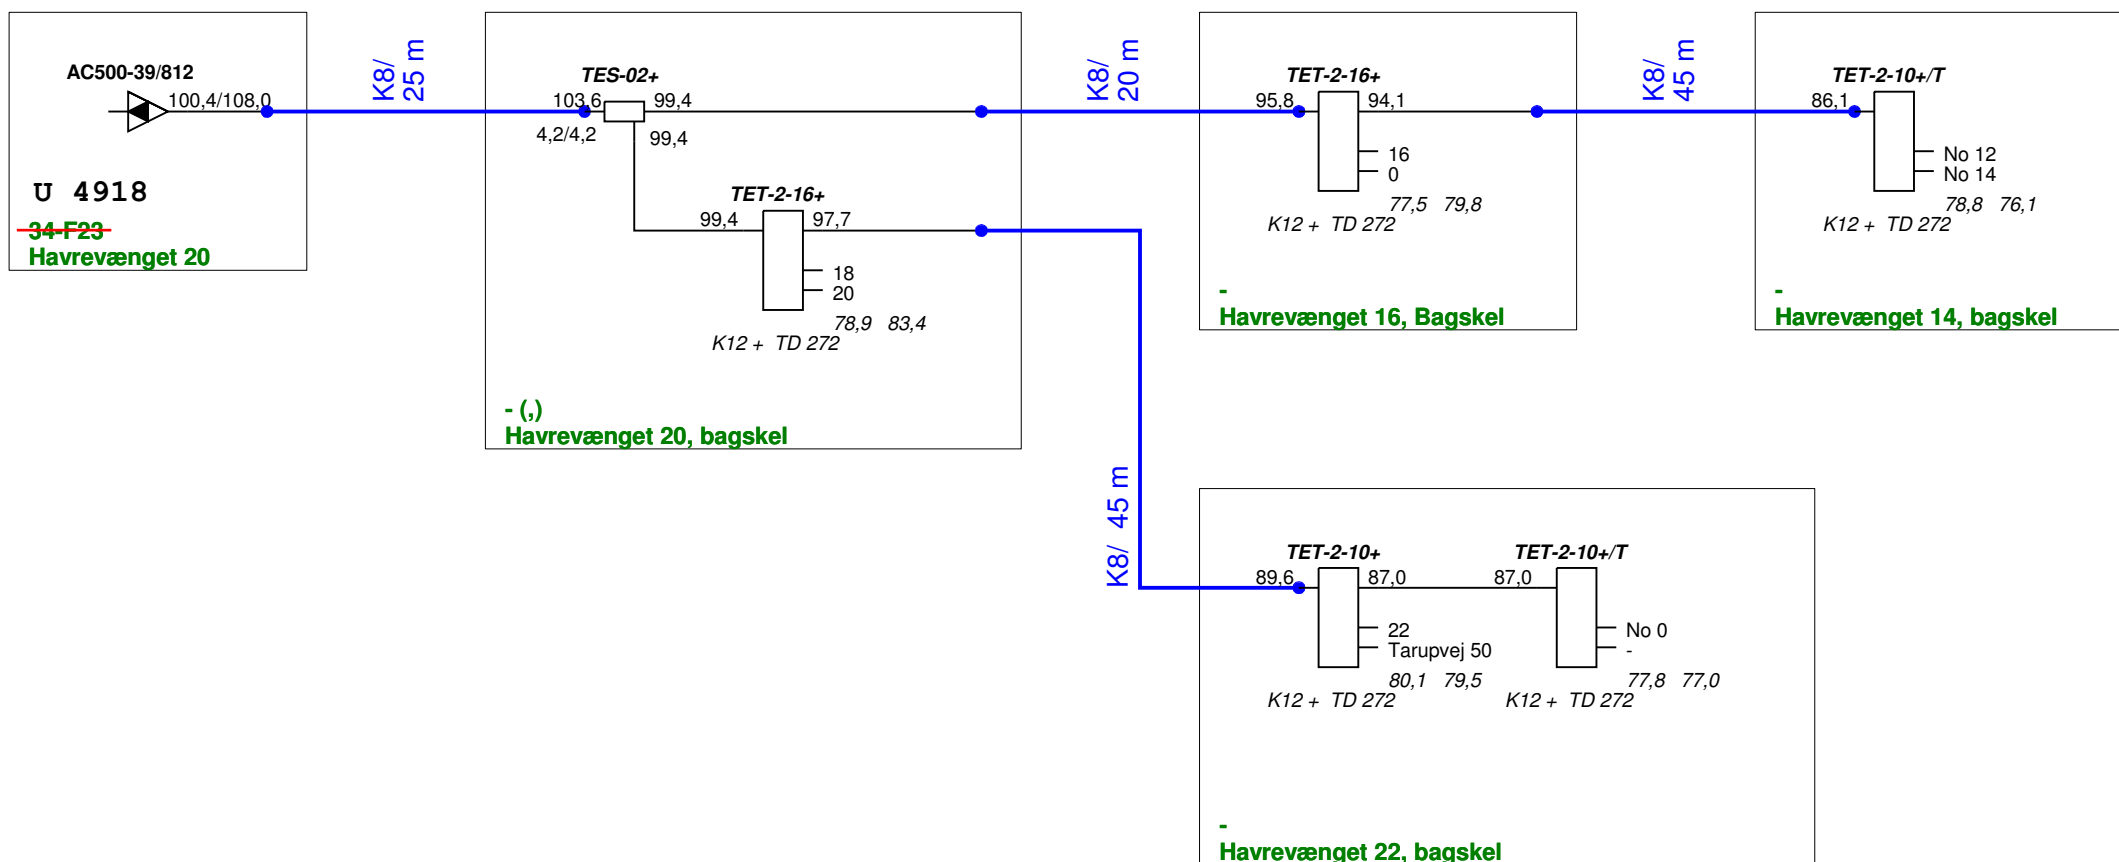 AC500-39/812
100,4/108,0
U 4918
34-F23
Havrevænget 20
K8/
25 m
TES-02+
103,6
99,4
4,2/4,2
99,4
TET-2-16+
99,4
97,7
18
20
78,9 83,4
K12 + TD 272
- (,)
Havrevænget 20, bagskel
K8/
20 m
TET-2-16+
95,8
94,1
16
0
77,5 79,8
K12 + TD 272
-
Havrevænget 16, Bagskel
K8/
45 m
TET-2-10+/T
86,1
No 12
No 14
78,8 76,1
K12 + TD 272
-
Havrevænget 14, bagskel
K8/ 45 m
TET-2-10+
89,6
87,0
22
Tarupvej 50
80,1 79,5
K12 + TD 272
TET-2-10+/T
87,0
No 0
-
77,8 77,0
K12 + TD 272
-
Havrevænget 22, bagskel